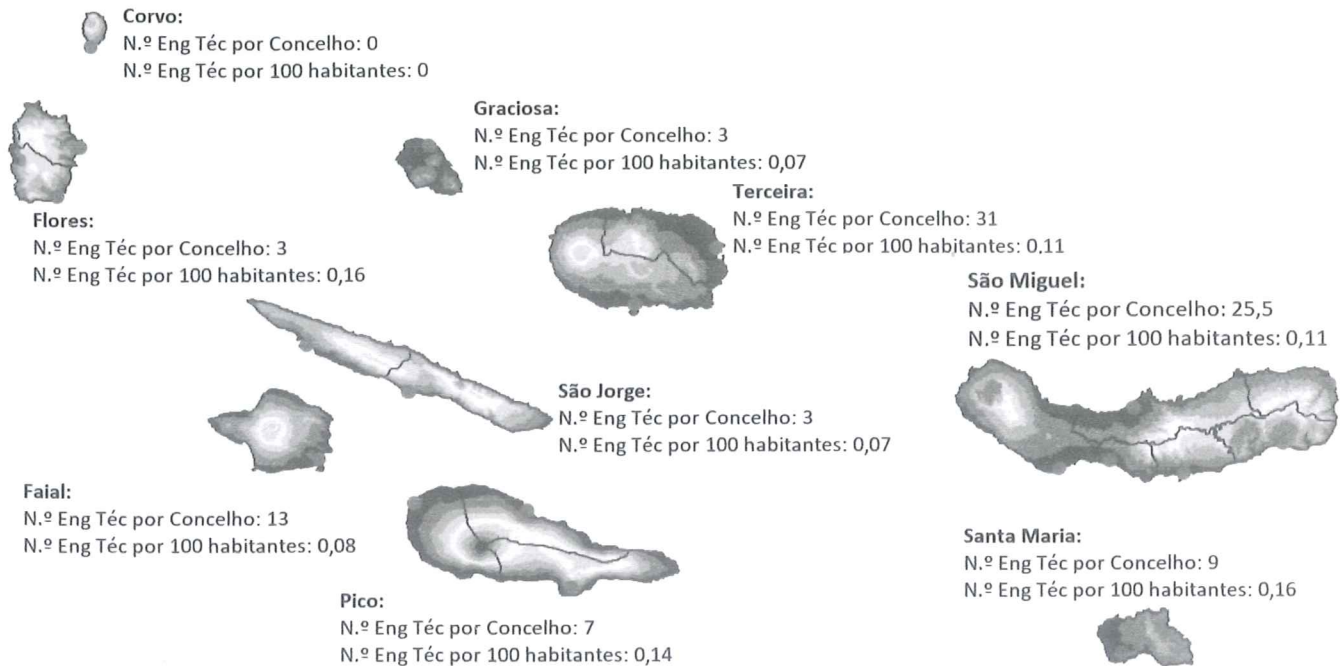 Corvo:
N.º Eng Téc por Concelho: 0
N.º Eng Téc por 100 habitantes: 0
Graciosa:
N.º Eng Téc por Concelho: 3
N.º Eng Téc por 100 habitantes: 0,07
Terceira:
N.º Eng Téc por Concelho: 31
N.º Eng Téc por 100 habitantes: 0,11
Flores:
N.º Eng Téc por Concelho: 3
N.º Eng Téc por 100 habitantes: 0,16
São Miguel:
N.º Eng Téc por Concelho: 25,5
N.º Eng Téc por 100 habitantes: 0,11
São Jorge:
N.º Eng Téc por Concelho: 3
N.º Eng Téc por 100 habitantes: 0,07
Faial:
N.º Eng Téc por Concelho: 13
N.º Eng Téc por 100 habitantes: 0,08
Santa Maria:
N.º Eng Téc por Concelho: 9
N.º Eng Téc por 100 habitantes: 0,16
Pico:
N.º Eng Téc por Concelho: 7
N.º Eng Téc por 100 habitantes: 0,14